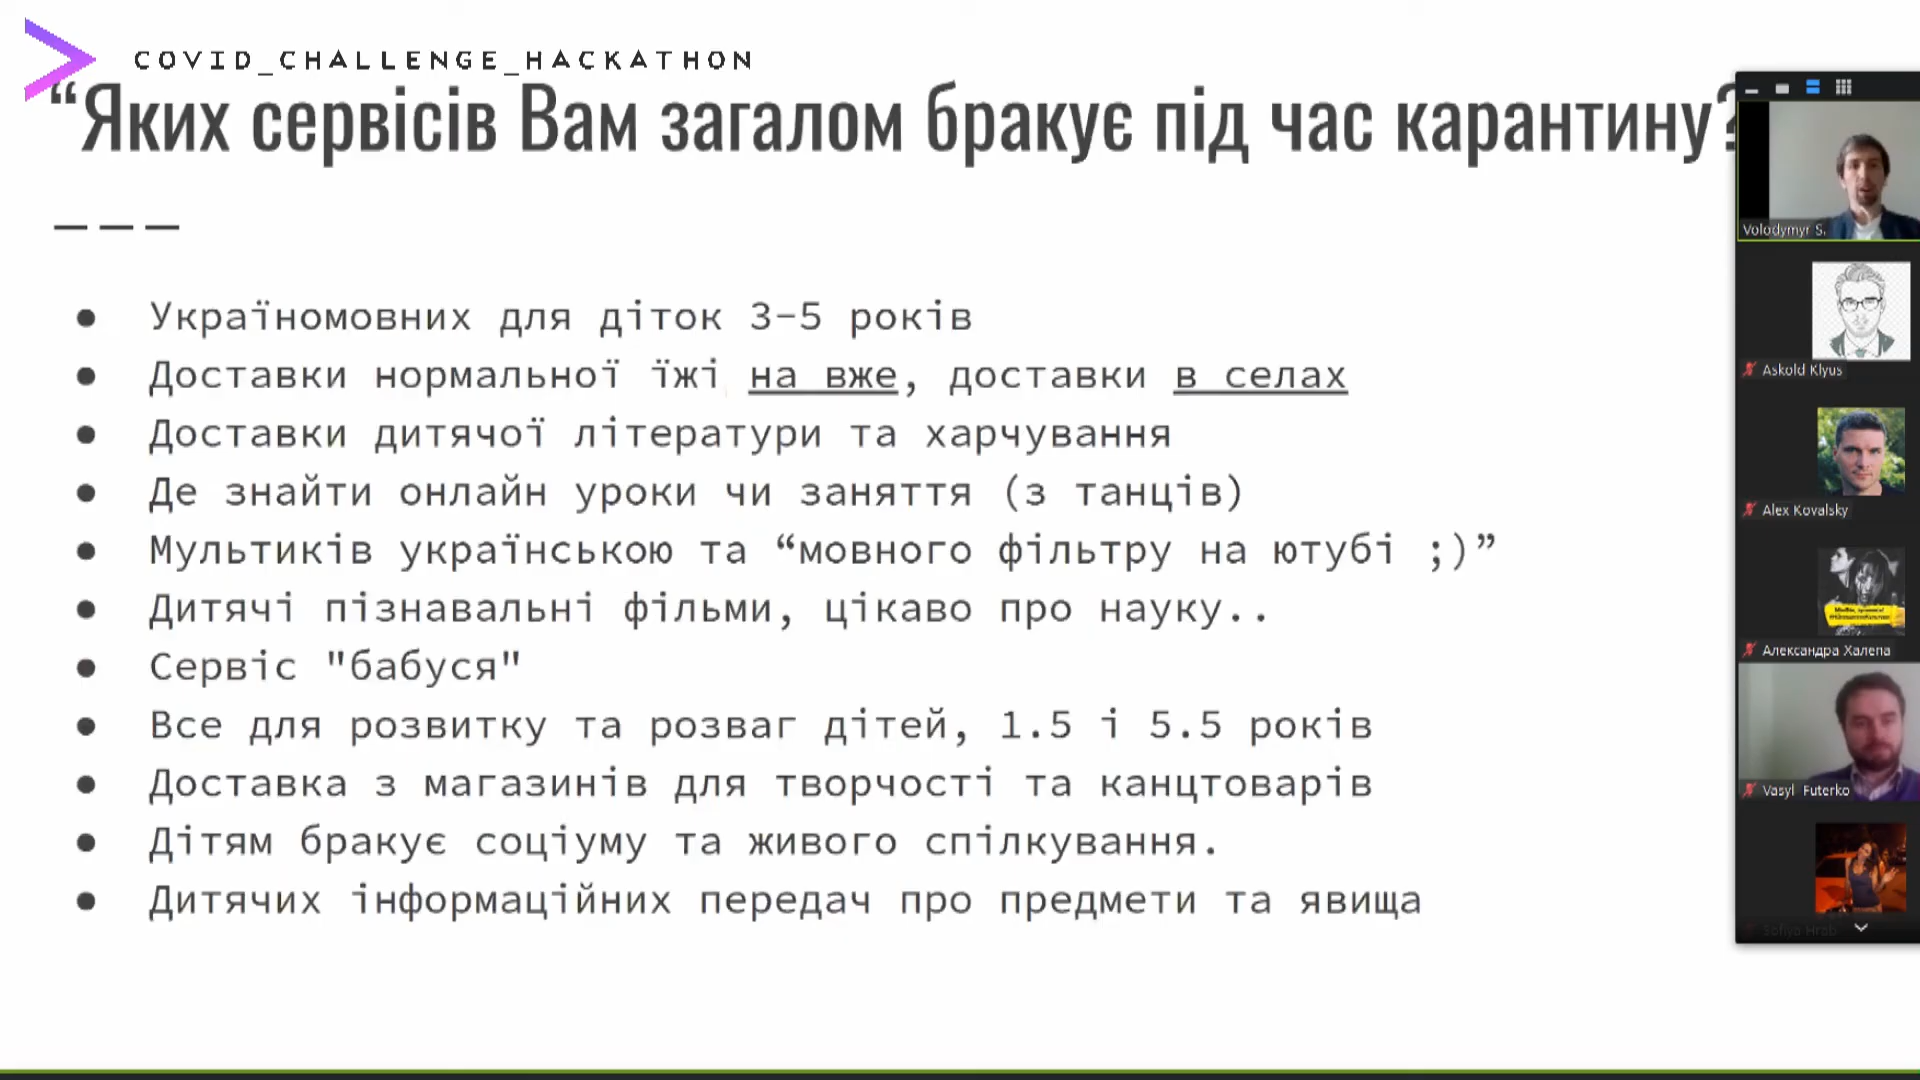 COVID_CHALLENGE_HACKATHON
“Яких сервісів Вам загалом бракує під час карантину?
Україномовних для діток 3-5 років
Доставки нормальної їжі на вже, доставки в селах
Доставки дитячої літератури та харчування
Де знайти онлайн уроки чи заняття (з танців)
Мультиків українською та “мовного фільтру на ютубі ;)”
Дитячі пізнавальні фільми, цікаво про науку..
Сервіс "бабуся"
Все для розвитку та розваг дітей, 1.5 і 5.5 років
Доставка з магазинів для творчості та канцтоварів
Дітям бракує соціуму та живого спілкування.
Дитячих інформаційних передач про предмети та явища
Volodymyr S.
Askold Klyus
Alex Kovalsky
Александра Халепа
Vasyl Futerko
Sofiya Hrab